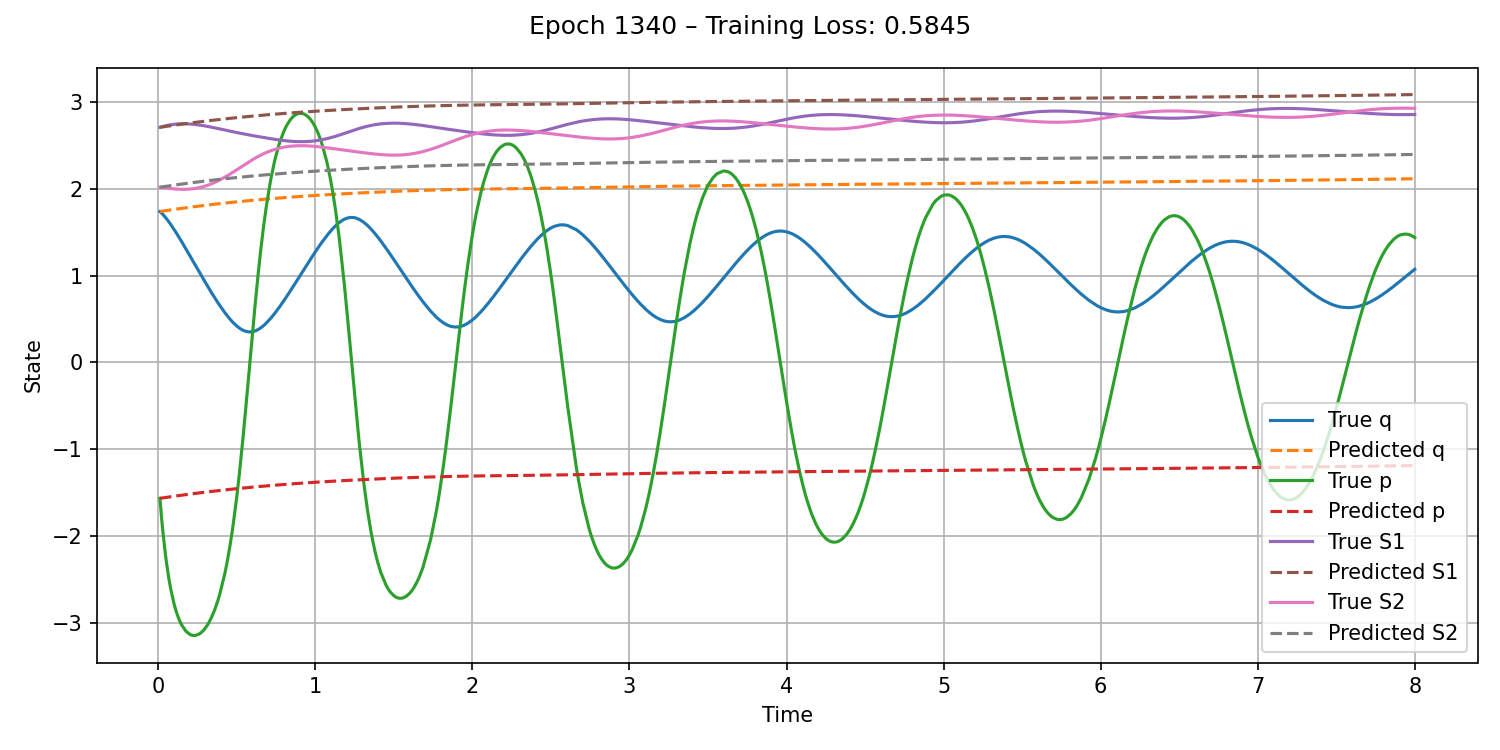 Epoch 1340 – Training Loss: 0.5845
3
2
1
0
−1
−2
−3
State
0 1 2 3 4 5 6 7 8
Time
True q
Predicted q
True p
Predicted p
True S1
Predicted S1
True S2
Predicted S2